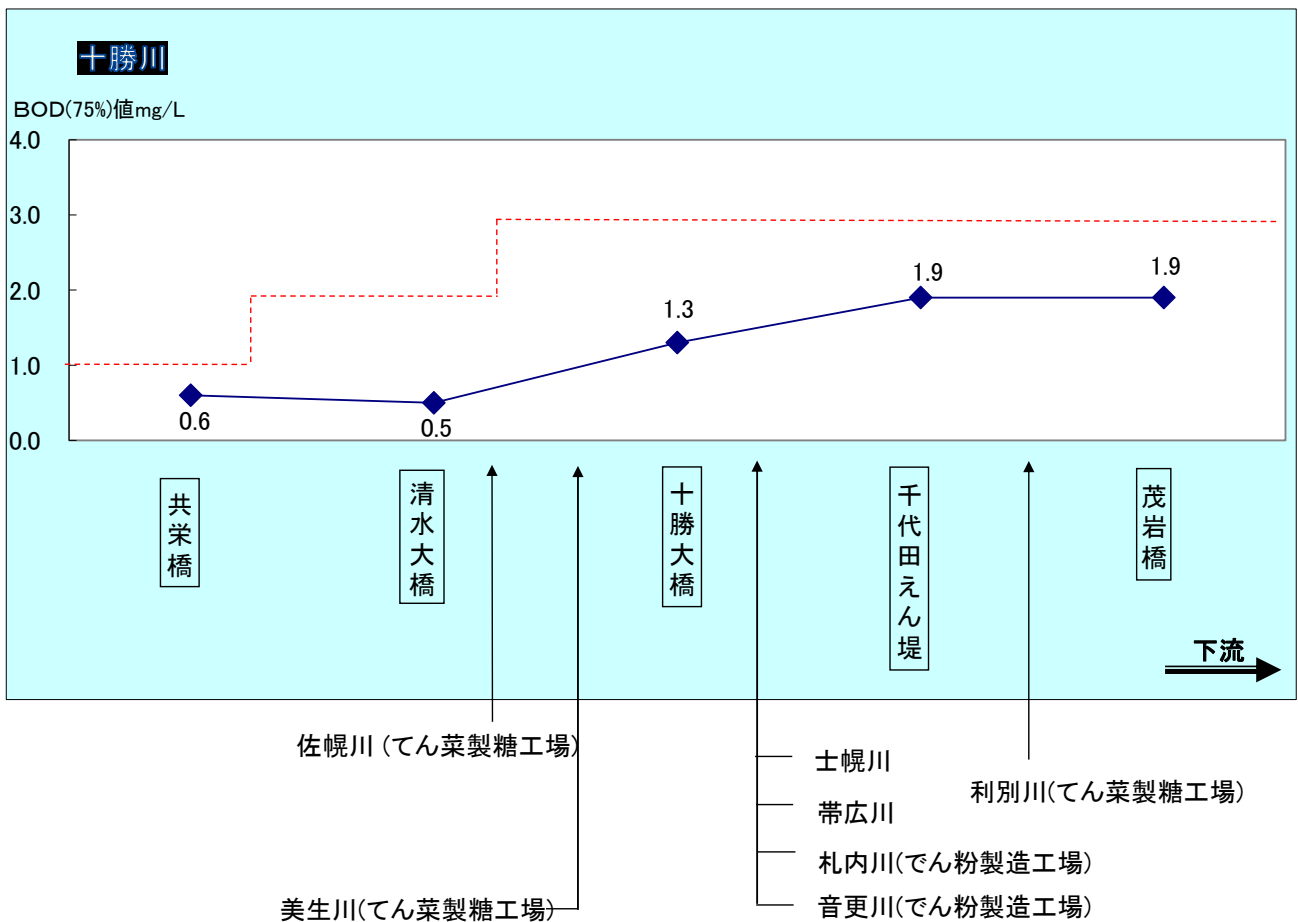 十勝川
BOD(75%)値mg/L
4.0
3.0
2.0
1.0
0.0
0.6
0.5
1.3
1.9
1.9
共栄橋
清水大橋
十勝大橋
千代田えん堤
茂岩橋
下流
佐幌川(てん菜製糖工場)
美生川(てん菜製糖工場)
士幌川
帯広川
札内川(でん粉製造工場)
音更川(でん粉製造工場)
利別川(てん菜製糖工場)